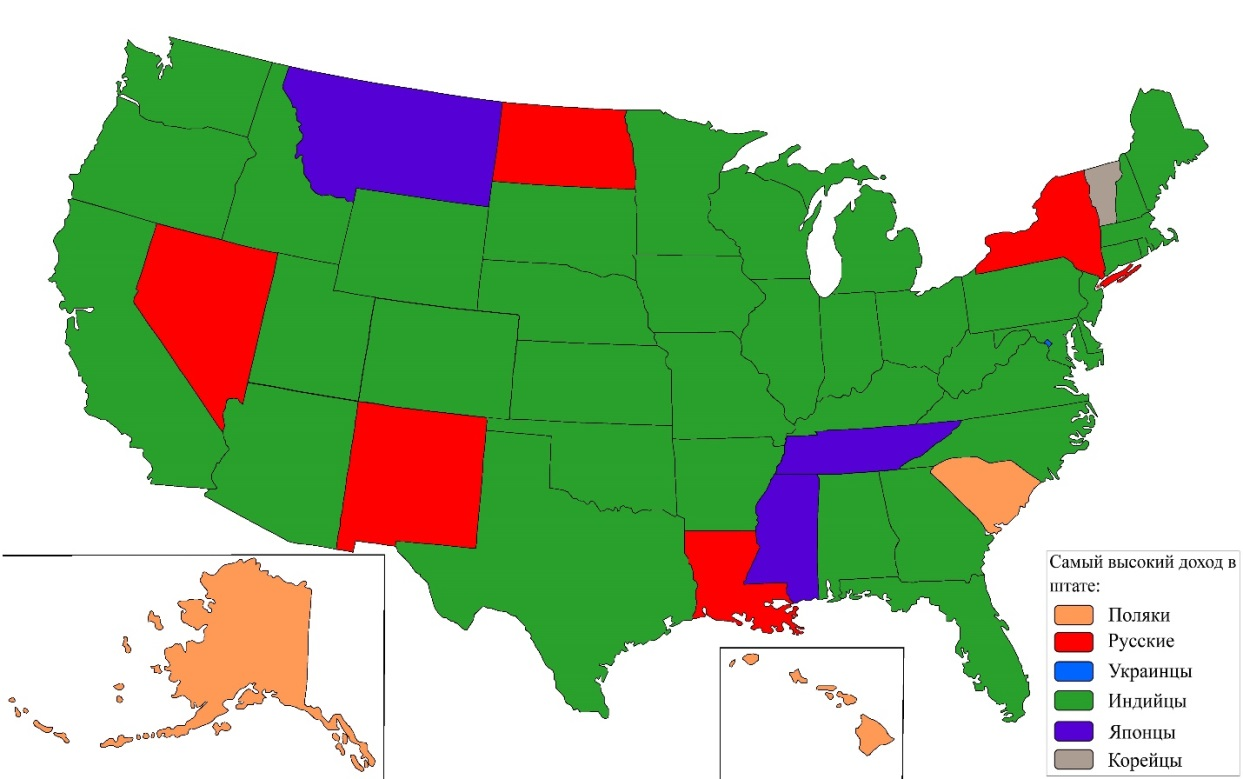 Самый высокий доход в
штате:
Поляки
Русские
Украинцы
Индийцы
Японцы
Корейцы